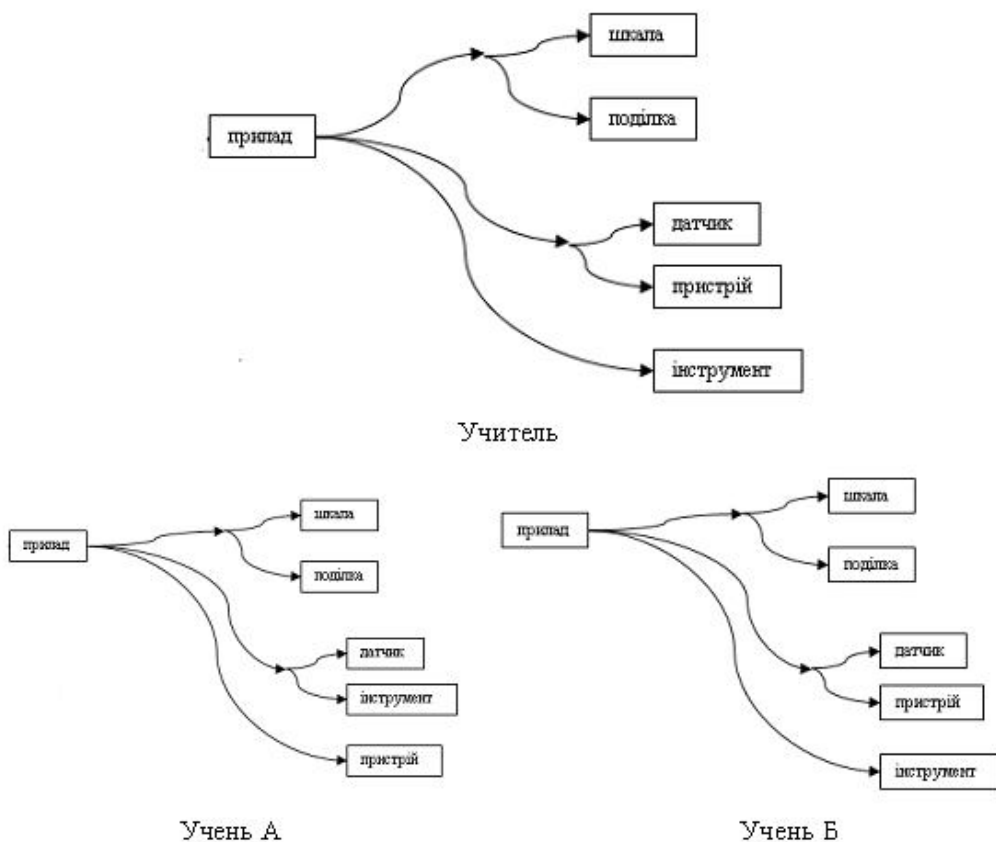 шкала
поділка
прилад
датчик
пристрій
інструмент
Учитель
шкала
прилад
поділка
датчик
інструмент
пристрій
Учень А
шкала
прилад
поділка
датчик
пристрій
інструмент
Учень Б